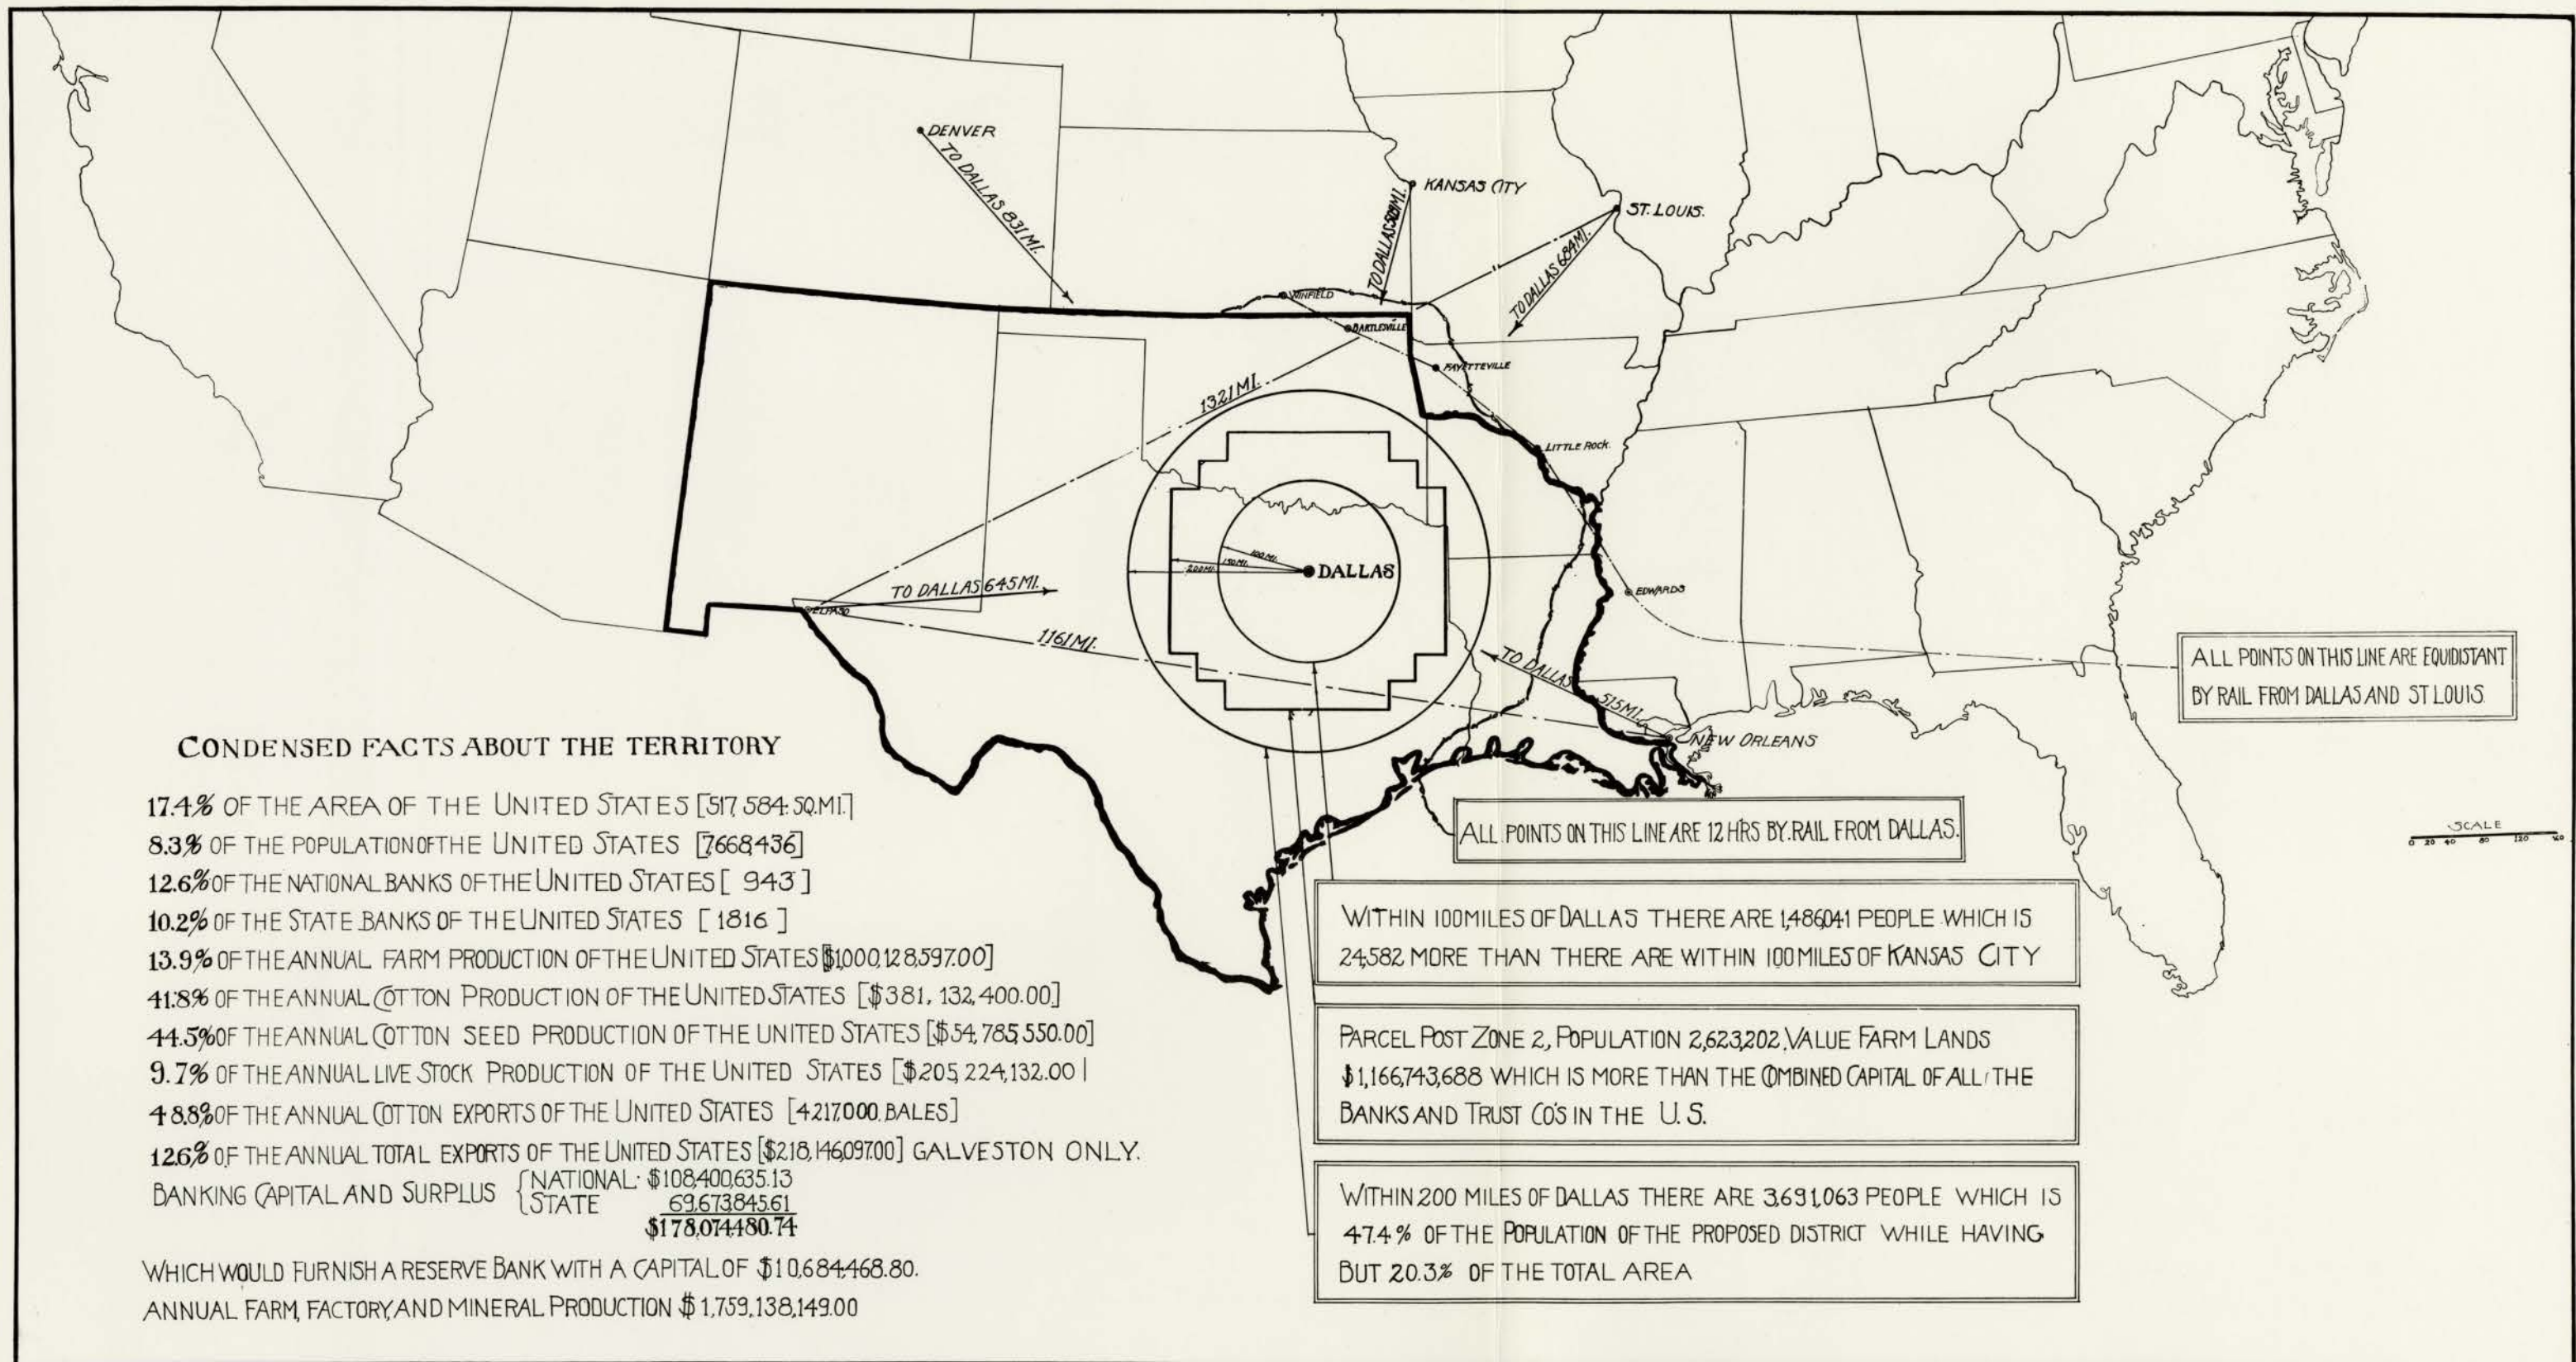 DENVER
TO DALLAS 831 MI.
KANSAS CITY
TO DALLAS MI.
ST. LOUIS.
TO DALLAS 684 MI.
WINFIELD
BARTLESVILLE
FAYETTEVILLE
1321 MI.
LITTLE ROCK.
100 MI.
150 MI.
200 MI.
DALLAS
TO DALLAS 645 MI.
EL PASO
EDWARDS
1161 MI.
TO DALLAS 515 MI.
NEW ORLEANS
ALL POINTS ON THIS LINE ARE EQUIDISTANT
BY RAIL FROM DALLAS AND ST LOUIS
CONDENSED FACTS ABOUT THE TERRITORY
17.4% OF THE AREA OF THE UNITED STATES [517,584 SQ.MI.]
8.3% OF THE POPULATION OF THE UNITED STATES [7668,436]
12.6% OF THE NATIONAL BANKS OF THE UNITED STATES [ 943 ]
10.2% OF THE STATE BANKS OF THE UNITED STATES [ 1816 ]
13.9% OF THE ANNUAL FARM PRODUCTION OF THE UNITED STATES [$1,000,128,597.00]
41.8% OF THE ANNUAL COTTON PRODUCTION OF THE UNITED STATES [$381,132,400.00]
44.5% OF THE ANNUAL COTTON SEED PRODUCTION OF THE UNITED STATES [$54,785,550.00]
9.7% OF THE ANNUAL LIVE STOCK PRODUCTION OF THE UNITED STATES [$205,224,132.00]
48.8% OF THE ANNUAL COTTON EXPORTS OF THE UNITED STATES [4217,000 BALES]
12.6% OF THE ANNUAL TOTAL EXPORTS OF THE UNITED STATES [$218,146,097.00] GALVESTON ONLY.
BANKING CAPITAL AND SURPLUS { NATIONAL $108,400,635.13
STATE 69,673,845.61
$178,074,480.74
WHICH WOULD FURNISH A RESERVE BANK WITH A CAPITAL OF $10,684,468.80.
ANNUAL FARM, FACTORY, AND MINERAL PRODUCTION $1,759,138,149.00
ALL POINTS ON THIS LINE ARE 12 HRS BY RAIL FROM DALLAS.
SCALE
0 20 40 80 120 160
WITHIN 100 MILES OF DALLAS THERE ARE 1,486,041 PEOPLE WHICH IS
24,582 MORE THAN THERE ARE WITHIN 100 MILES OF KANSAS CITY
PARCEL POST ZONE 2, POPULATION 2,623,202, VALUE FARM LANDS
$1,166,743,688 WHICH IS MORE THAN THE COMBINED CAPITAL OF ALL THE
BANKS AND TRUST CO'S IN THE U.S.
WITHIN 200 MILES OF DALLAS THERE ARE 3,691,063 PEOPLE WHICH IS
47.4% OF THE POPULATION OF THE PROPOSED DISTRICT WHILE HAVING
BUT 20.3% OF THE TOTAL AREA